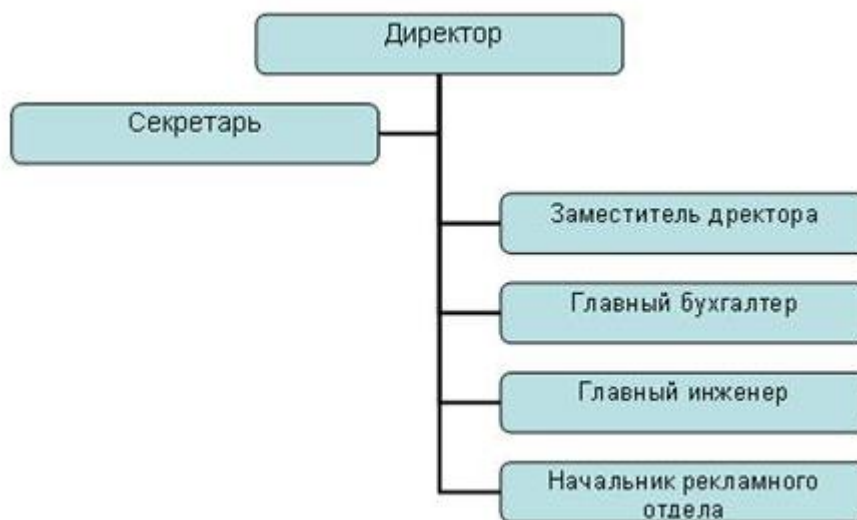 Директор
Секретарь
Заместитель дректора
Главный бухгалтер
Главный инженер
Начальник рекламного
отдела